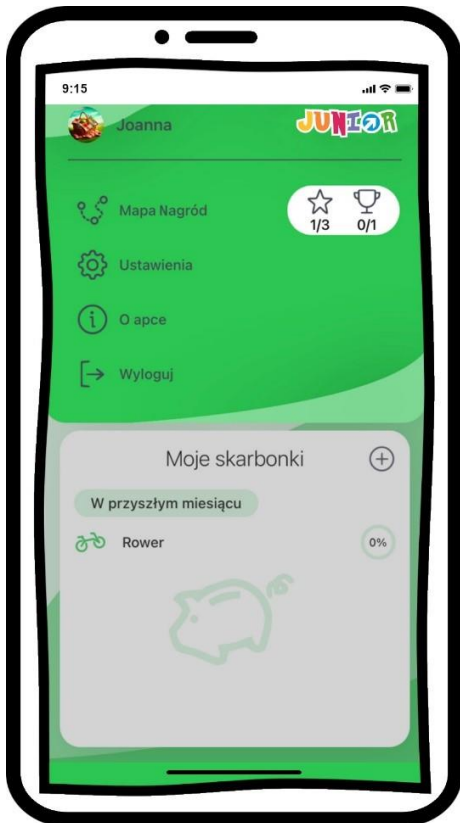 9:15
Joanna
JUNIOR
Mapa Nagród
1/3 0/1
Ustawienia
O apce
Wyloguj
Moje skarbonki
W przyszłym miesiącu
Rower
0%